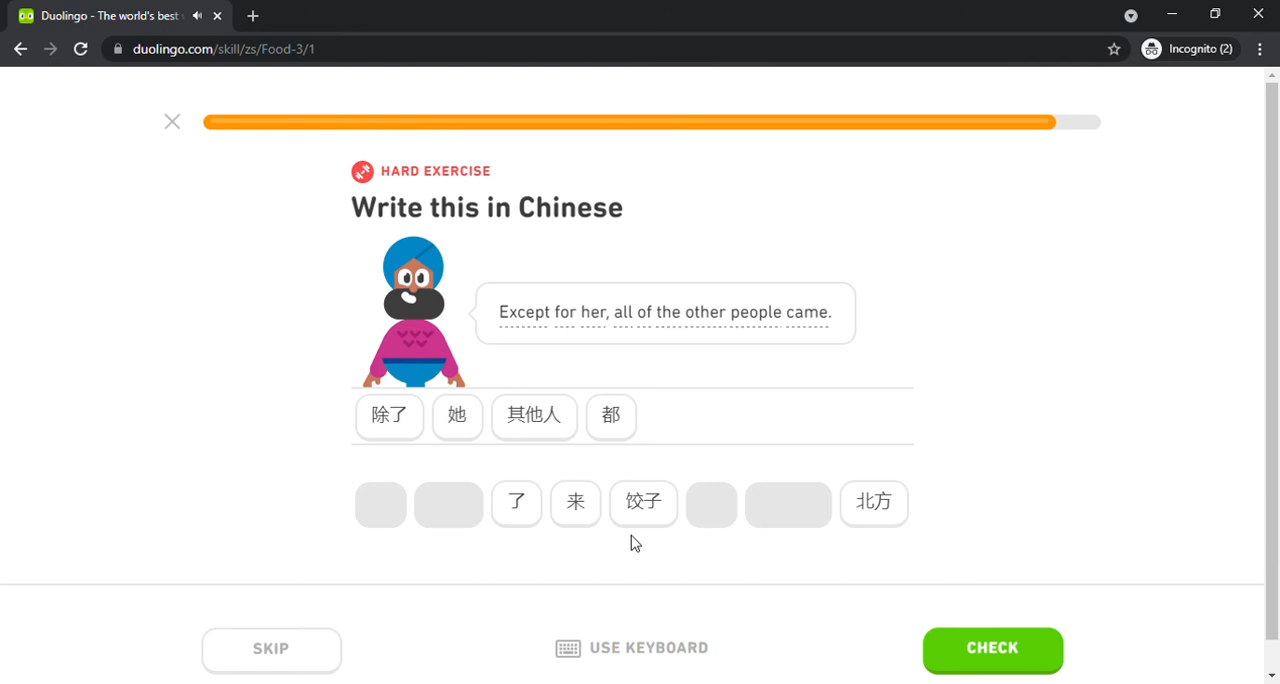 Duolingo - The world's best
duolingo.com/skill/zs/Food-3/1
Incognito (2)
HARD EXERCISE
Write this in Chinese
Except for her, all of the other people came.
除了 她 其他人 都
了 来 饺子 北方
SKIP USE KEYBOARD CHECK